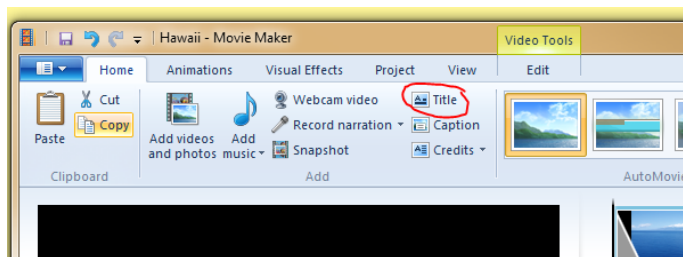 Hawaii - Movie Maker
Video Tools
Home Animations Visual Effects Project View Edit
Paste
Cut
Copy
Clipboard
Add videos and photos
Add music
Webcam video
Record narration
Snapshot
Title
Caption
Credits
Add
AutoMovi